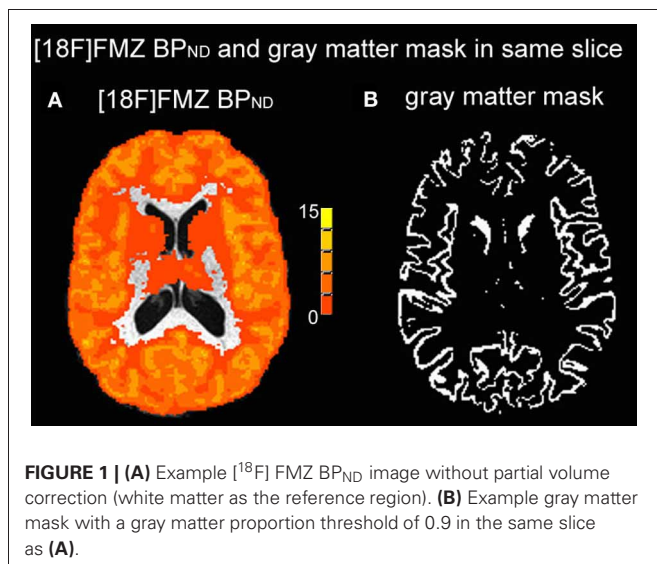 [18F]FMZ BPND and gray matter mask in same slice
A [18F]FMZ BPND
B gray matter mask
15
0
FIGURE 1 | (A) Example [18F] FMZ BPND image without partial volume
correction (white matter as the reference region). (B) Example gray matter
mask with a gray matter proportion threshold of 0.9 in the same slice
as (A).